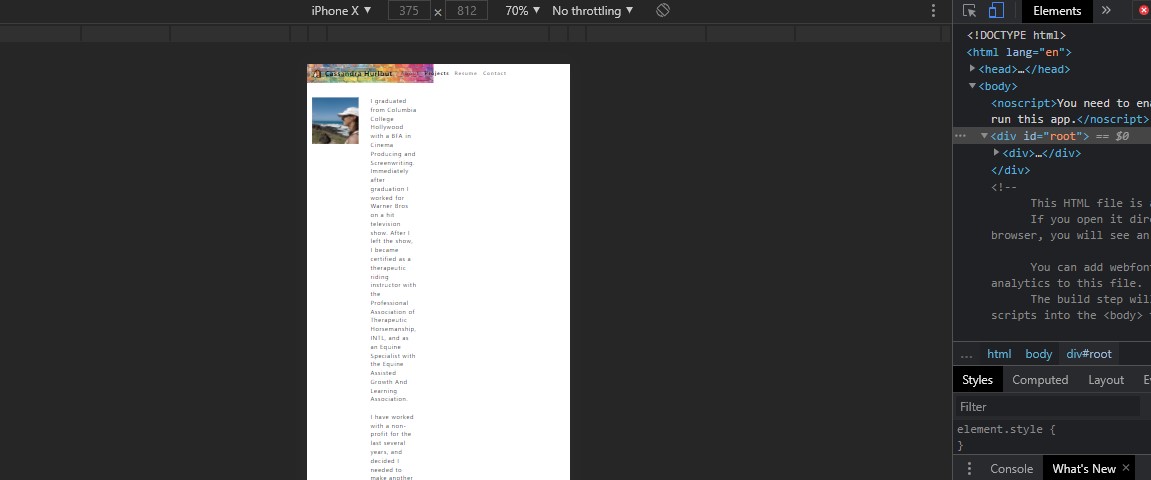 iPhone X ▼ 375 × 812 70% ▼ No throttling ▼
Elements »
Cassandra Hurlbut About Projects Resume Contact
I graduated
from Columbia
College
Hollywood
with a BFA in
Cinema
Producing and
Screenwriting.
Immediately
after
graduation I
worked for
Warner Bros
on a hit
television
show. After I
left the show,
I became
certified as a
therapeutic
riding
instructor with
the
Professional
Association of
Therapeutic
Horsemanship,
INTL, and as
an Equine
Specialist with
the Equine
Assisted
Growth And
Learning
Association.
I have worked
with a non-
profit for the
last several
years, and
decided I
needed to
make another
<!DOCTYPE html>
<html lang="en">
<head>…</head>
<body>
<noscript>You need to ena
run this app.</noscript>
<div id="root"> == $0
<div>…</div>
</div>
<!--
This HTML file is a
If you open it dire
browser, you will see an
You can add webfont
analytics to this file.
The build step will
scripts into the <body> t
… html body div#root
Styles Computed Layout Ev
Filter
element.style {
}
Console What's New ×